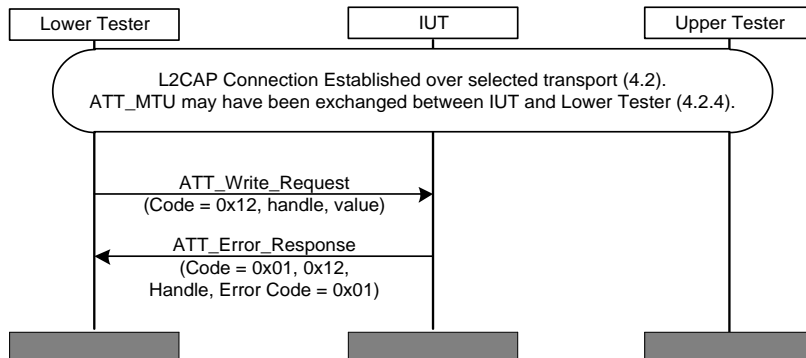 Lower Tester
IUT
Upper Tester
L2CAP Connection Established over selected transport (4.2).
ATT_MTU may have been exchanged between IUT and Lower Tester (4.2.4).
ATT_Write_Request
(Code = 0x12, handle, value)
ATT_Error_Response
(Code = 0x01, 0x12,
Handle, Error Code = 0x01)